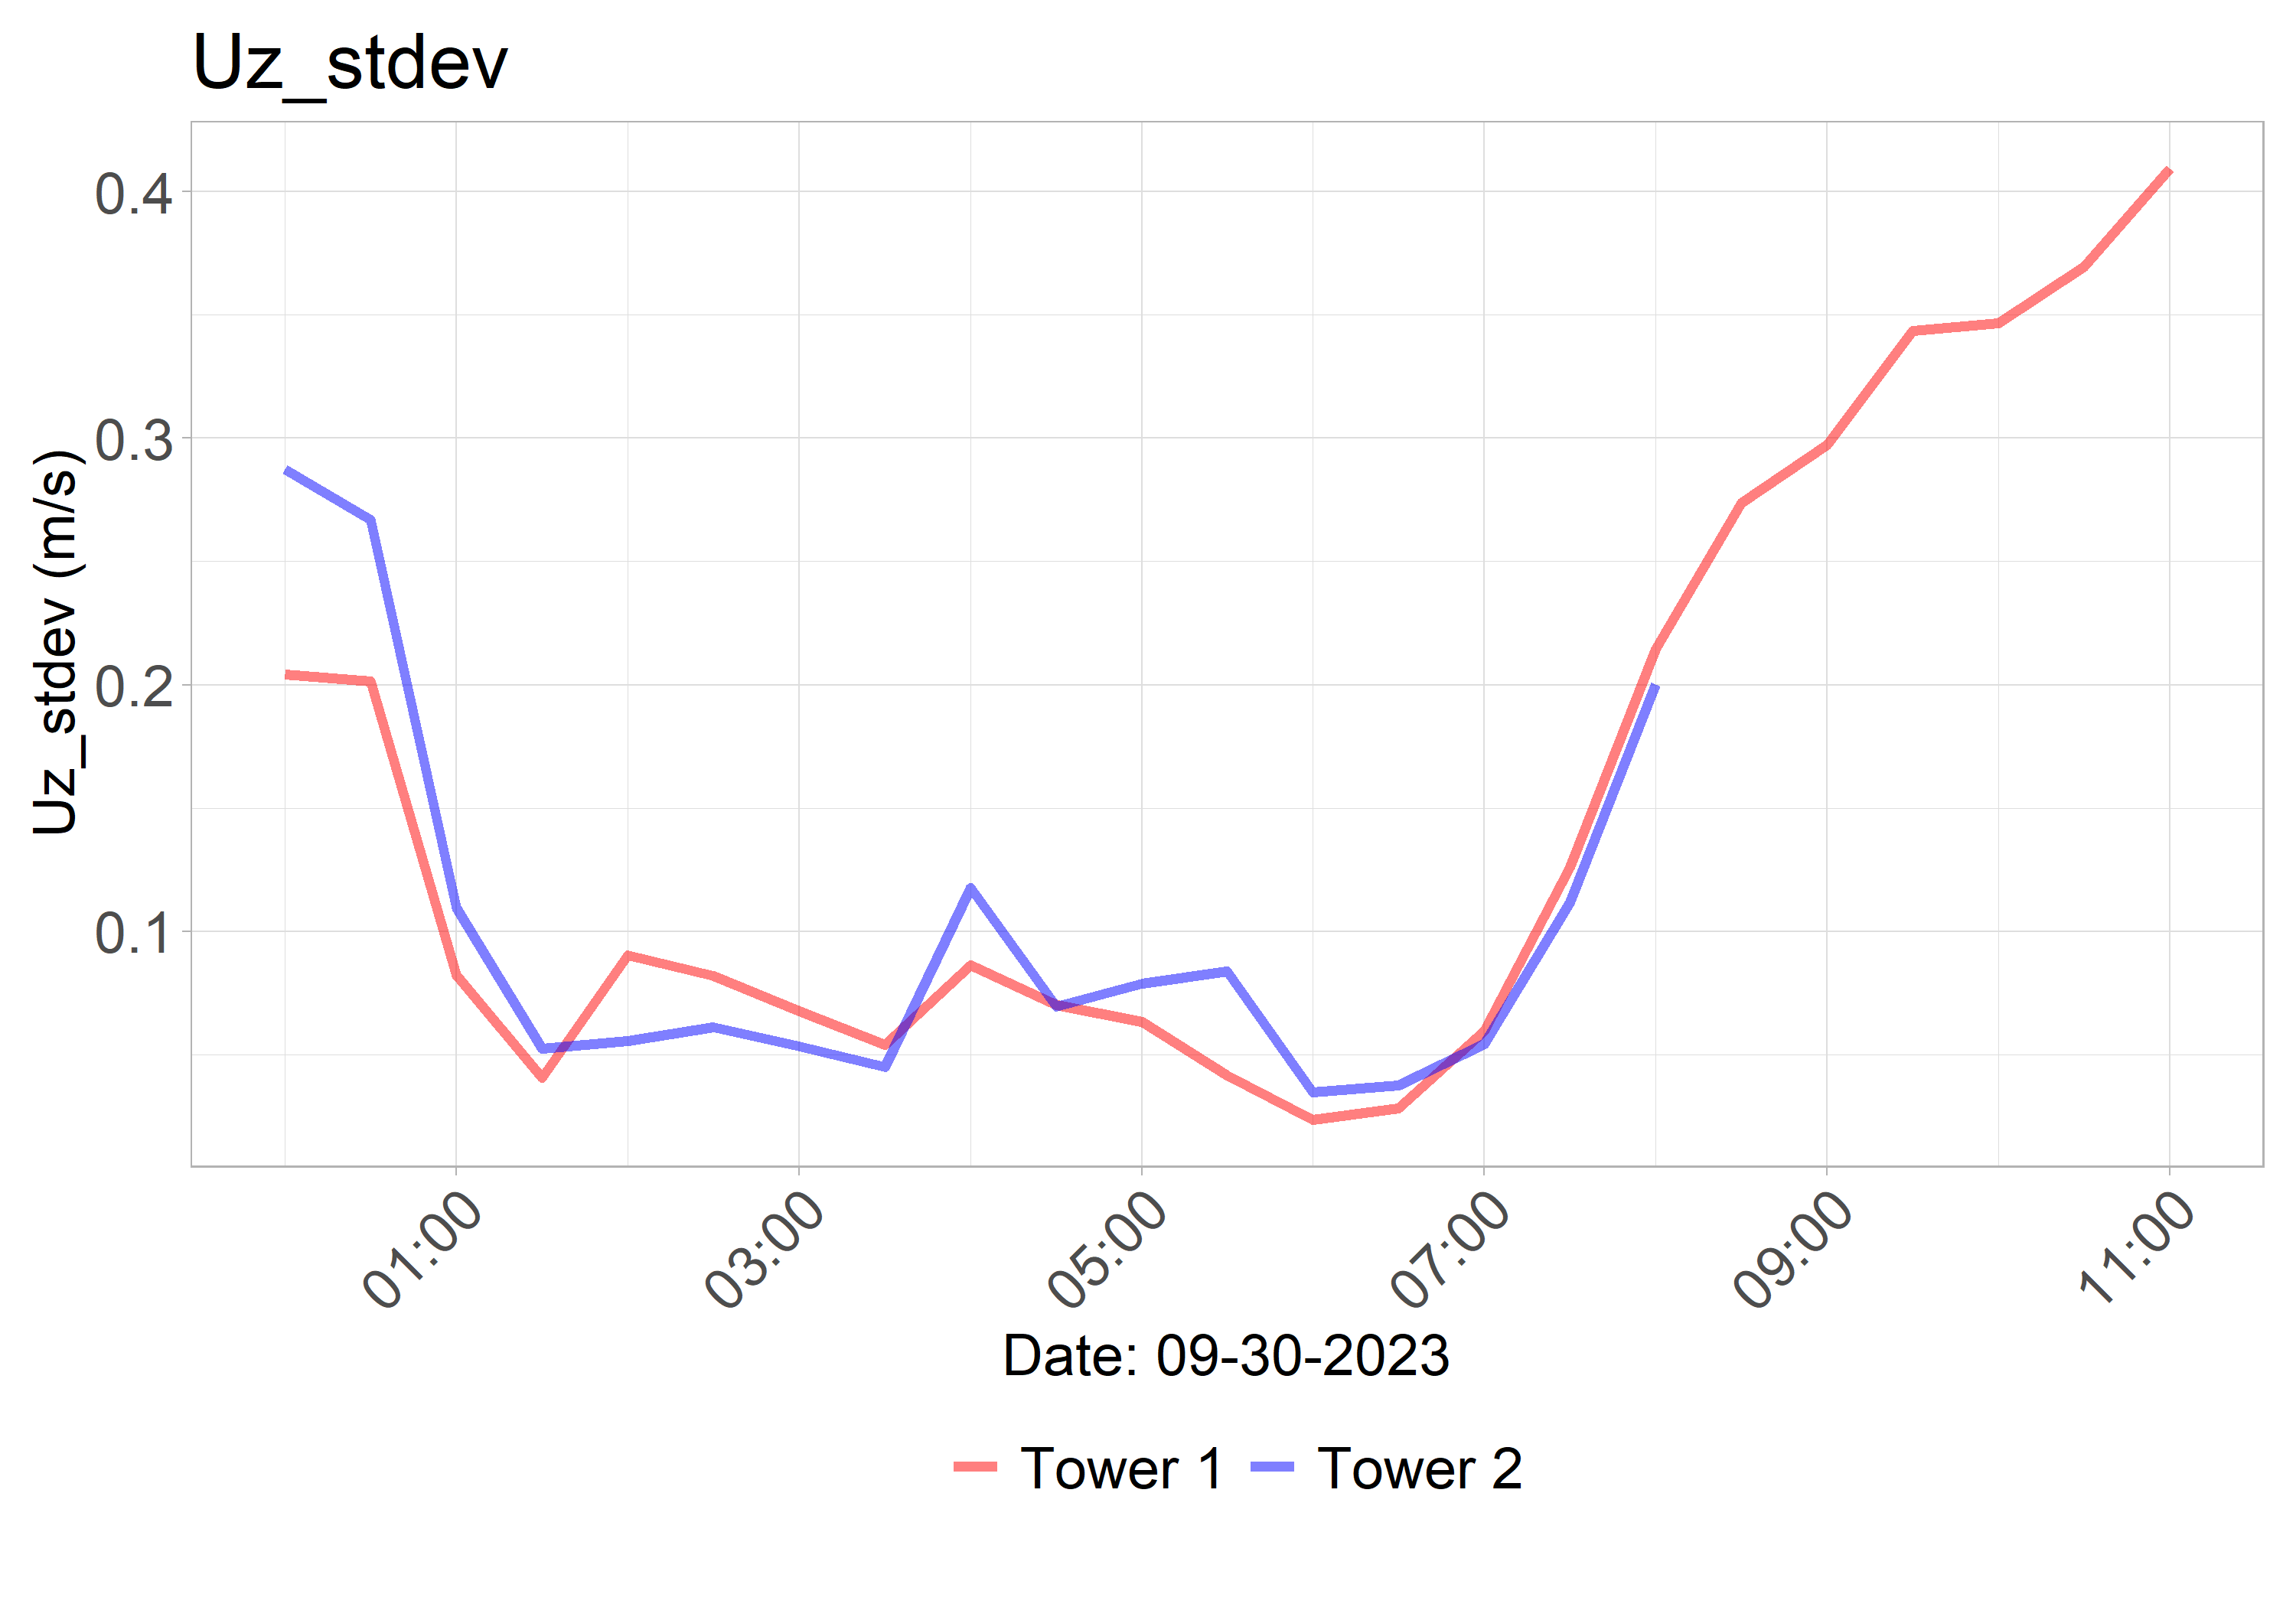 Uz_stdev
Uz_stdev (m/s)
0.4
0.3
0.2
0.1
01:00 03:00 05:00 07:00 09:00 11:00
Date: 09-30-2023
Tower 1 Tower 2